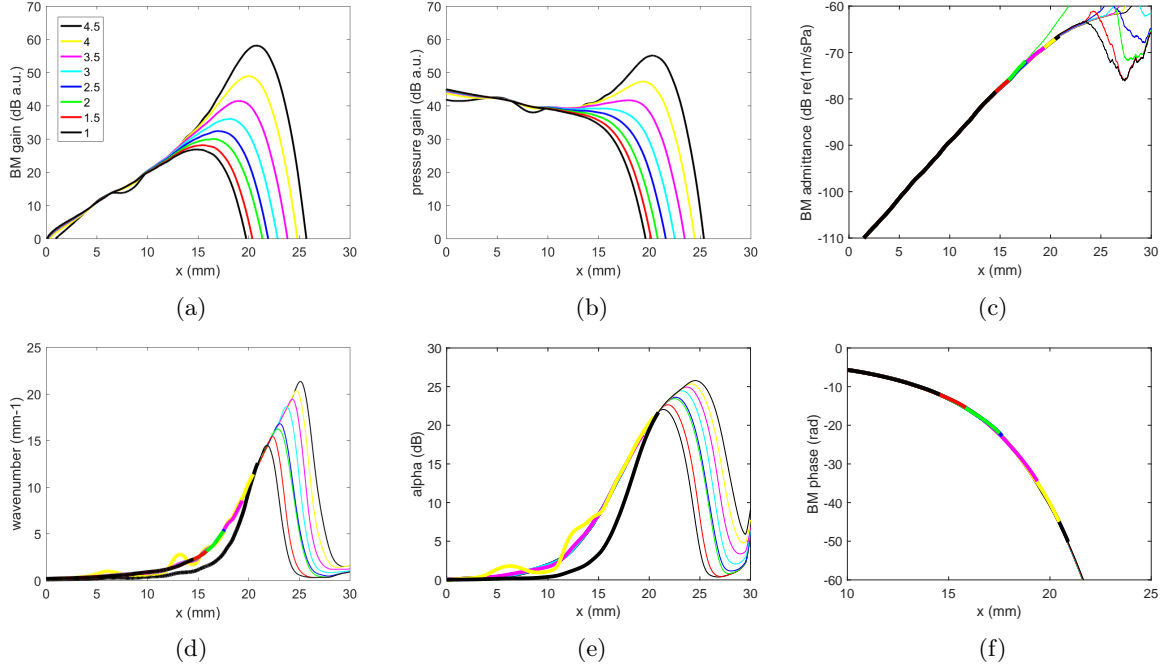 70
60
50
40
30
20
10
0
BM gain (dB a.u.)
4.5
4
3.5
3
2.5
2
1.5
1
0 5 10 15 20 25 30
x (mm)
(a)
70
60
50
40
30
20
10
0
pressure gain (dB a.u.)
0 5 10 15 20 25 30
x (mm)
(b)
-60
-70
-80
-90
-100
-110
BM admittance (dB re(1m/sPa)
0 5 10 15 20 25 30
x (mm)
(c)
25
20
15
10
5
0
wavenumber (mm-1)
0 5 10 15 20 25 30
x (mm)
(d)
30
25
20
15
10
5
0
alpha (dB)
0 5 10 15 20 25 30
x (mm)
(e)
0
-10
-20
-30
-40
-50
-60
BM phase (rad)
10 15 20 25
x (mm)
(f)